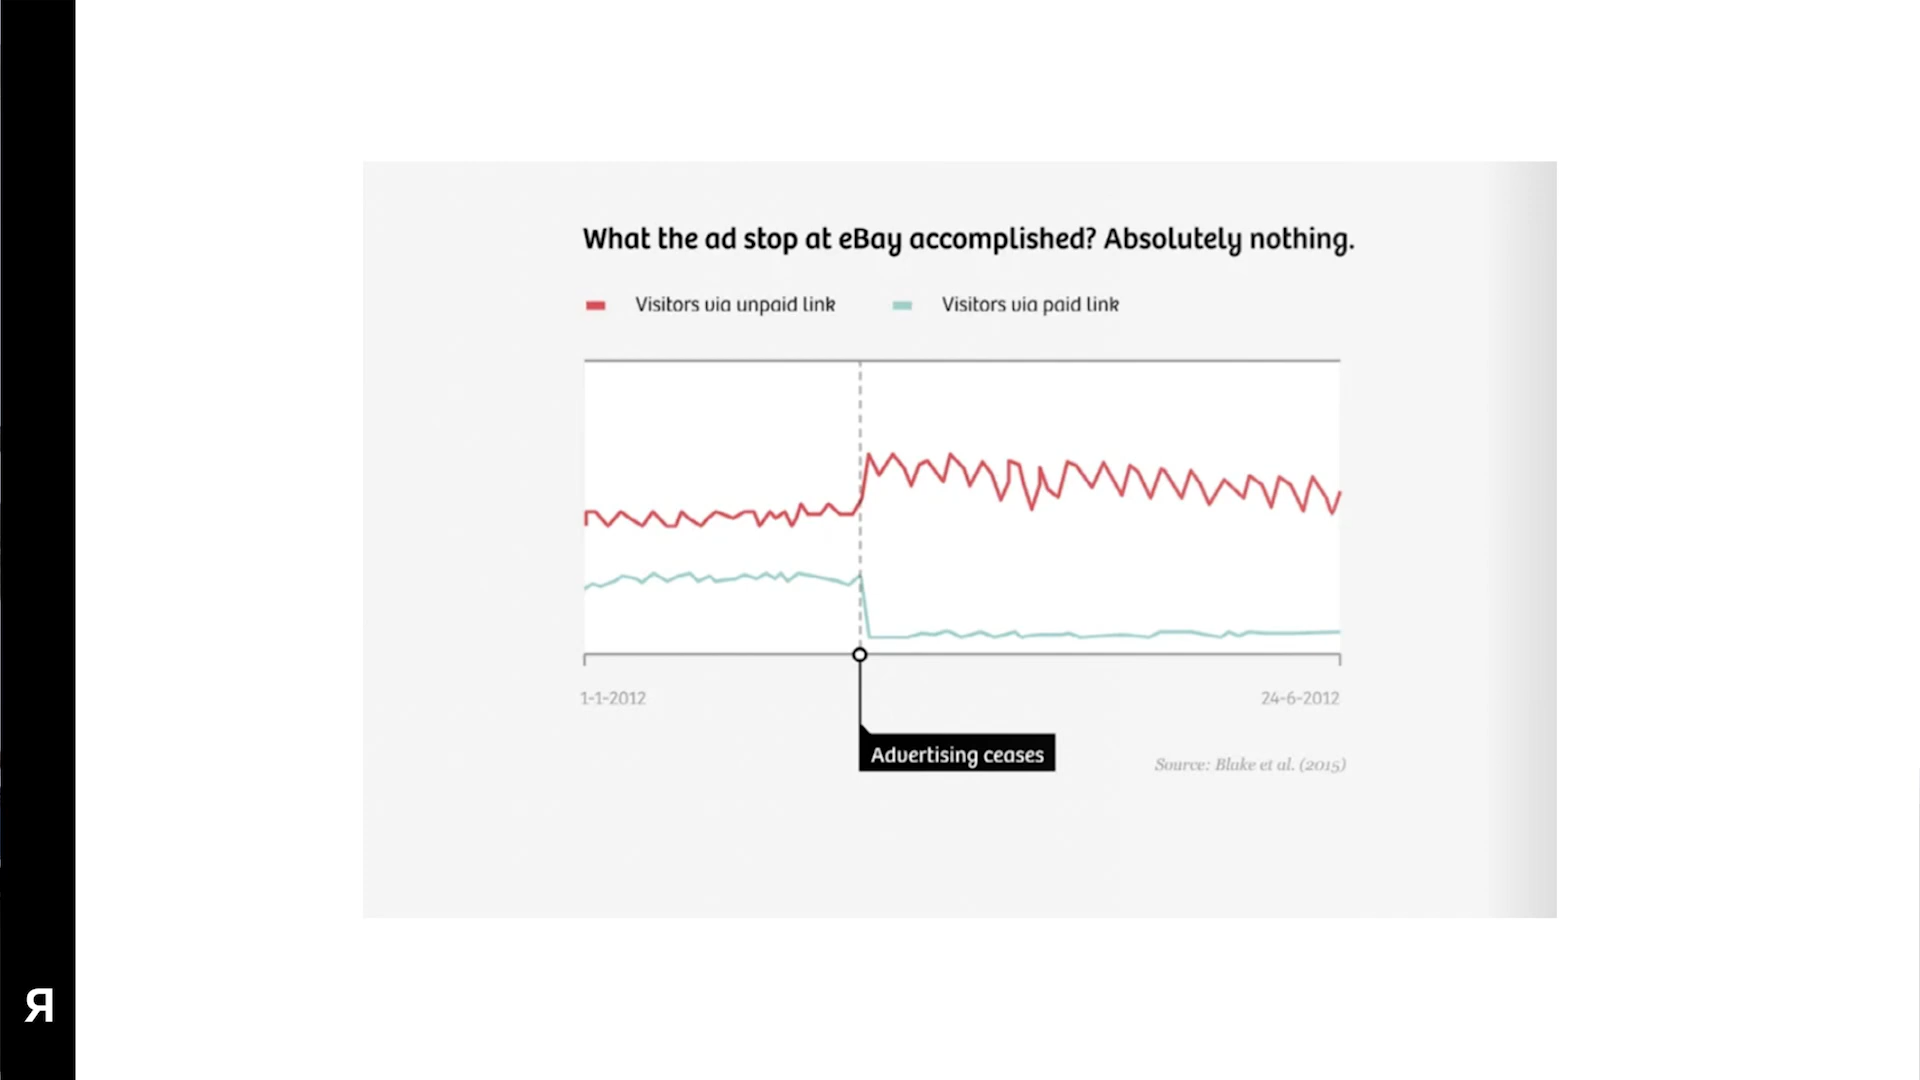 What the ad stop at eBay accomplished? Absolutely nothing.
Visitors via unpaid link
Visitors via paid link
1-1-2012
24-6-2012
Advertising ceases
Source: Blake et al. (2015)
Я